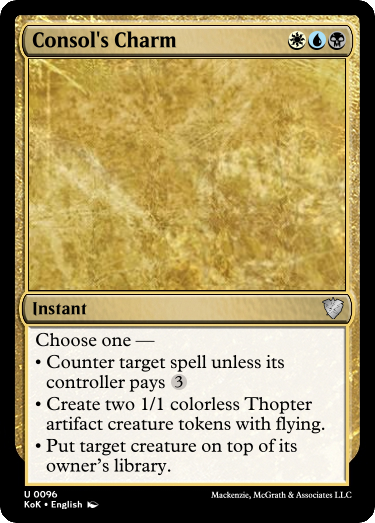 Consol's Charm
Instant
Choose one —
• Counter target spell unless its
controller pays 3
• Create two 1/1 colorless Thopter
artifact creature tokens with flying.
• Put target creature on top of its
owner's library.
U 0096
KoK • English
Mackenzie, McGrath & Associates LLC